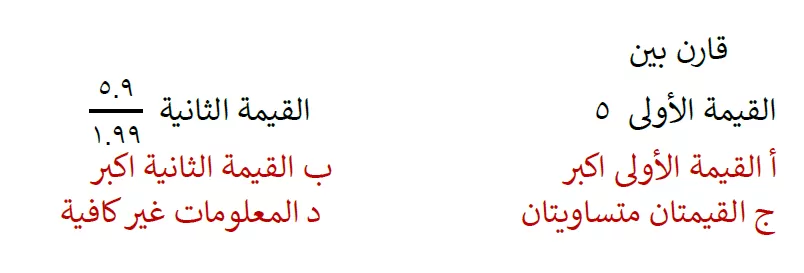 قارن بين
القيمة الأولى ٥ القيمة الثانية ٥.٩ / ١.٩٩
أ القيمة الأولى اكبر ب القيمة الثانية اكبر
ج القيمتان متساويتان د المعلومات غير كافية